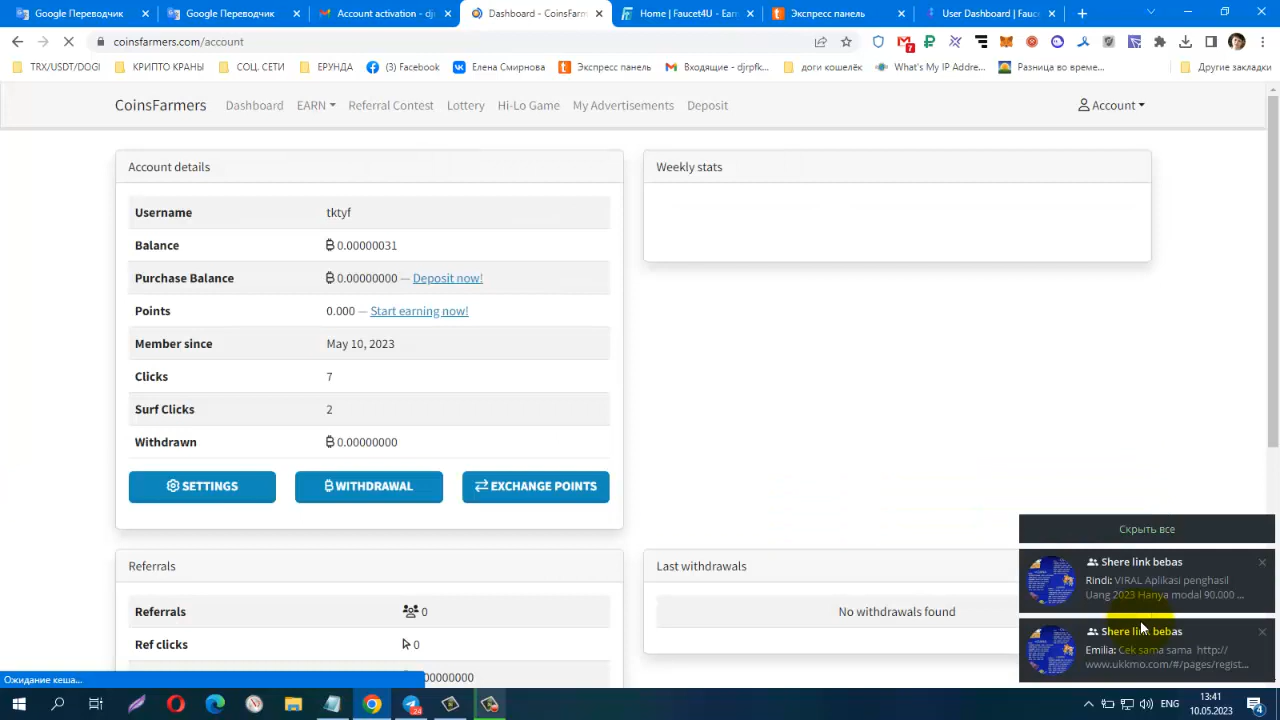 Google Переводчик
Google Переводчик
Account activation - djr
Dashboard - CoinsFarm
Home | Faucet4U - Earn
Экспресс панель
User Dashboard | Fauce
coinsfarmers.com/account
7
TRX/USDT/DOGI
КРИПТО КРАНЫ
СОЦ. СЕТИ
ЕРУНДА
(3) Facebook
Елена Смирнова
Экспресс панель
Входящие - djrpfk...
доги кошелёк
What's My IP Addre...
Разница во време...
Другие закладки
CoinsFarmers
Dashboard
EARN
Referral Contest
Lottery
Hi-Lo Game
My Advertisements
Deposit
Account
Account details
Username tktyf
Balance ₿ 0.00000031
Purchase Balance ₿ 0.00000000 — Deposit now!
Points 0.000 — Start earning now!
Member since May 10, 2023
Clicks 7
Surf Clicks 2
Withdrawn ₿ 0.00000000
SETTINGS
₿ WITHDRAWAL
EXCHANGE POINTS
Weekly stats
Referrals
Referrals 0
Ref clicks 0
00000000
Last withdrawals
No withdrawals found
Скрыть все
Shere link bebas
Rindi: VIRAL Aplikasi penghasil
Uang 2023 Hanya modal 90.000 ...
Shere link bebas
Emilia: Cek sama sama http://
www.ukkmo.com/#/pages/regist...
Ожидание кеша...
ENG
13:41
10.05.2023
4